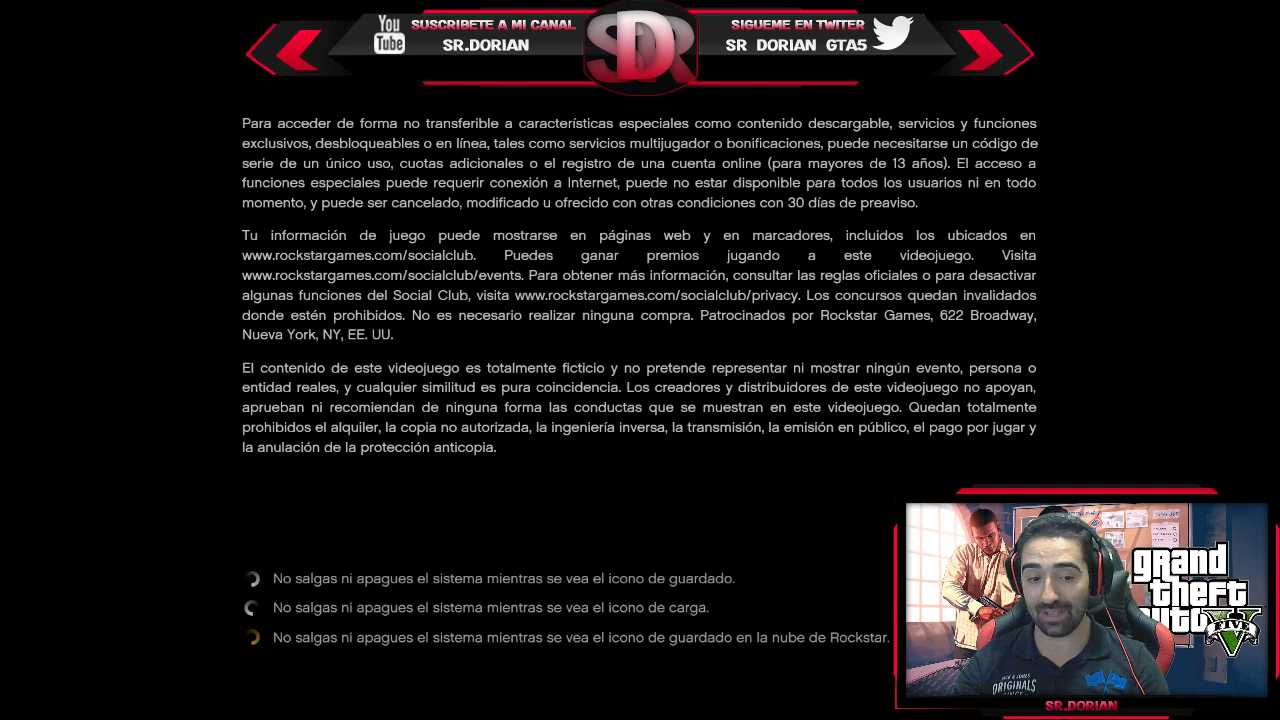 You
Tube
SUSCRIBETE A MI CANAL
SR.DORIAN
SDR
SIGUEME EN TWITER
SR DORIAN GTA5
Para acceder de forma no transferible a características especiales como contenido descargable, servicios y funciones
exclusivos, desbloqueables o en línea, tales como servicios multijugador o bonificaciones, puede necesitarse un código de
serie de un único uso, cuotas adicionales o el registro de una cuenta online (para mayores de 13 años). El acceso a
funciones especiales puede requerir conexión a Internet, puede no estar disponible para todos los usuarios ni en todo
momento, y puede ser cancelado, modificado u ofrecido con otras condiciones con 30 días de preaviso.
Tu información de juego puede mostrarse en páginas web y en marcadores, incluidos los ubicados en
www.rockstargames.com/socialclub. Puedes ganar premios jugando a este videojuego. Visita
www.rockstargames.com/socialclub/events. Para obtener más información, consultar las reglas oficiales o para desactivar
algunas funciones del Social Club, visita www.rockstargames.com/socialclub/privacy. Los concursos quedan invalidados
donde estén prohibidos. No es necesario realizar ninguna compra. Patrocinados por Rockstar Games, 622 Broadway,
Nueva York, NY, EE. UU.
El contenido de este videojuego es totalmente ficticio y no pretende representar ni mostrar ningún evento, persona o
entidad reales, y cualquier similitud es pura coincidencia. Los creadores y distribuidores de este videojuego no apoyan,
aprueban ni recomiendan de ninguna forma las conductas que se muestran en este videojuego. Quedan totalmente
prohibidos el alquiler, la copia no autorizada, la ingeniería inversa, la transmisión, la emisión en público, el pago por jugar y
la anulación de la protección anticopia.
No salgas ni apagues el sistema mientras se vea el icono de guardado.
No salgas ni apagues el sistema mientras se vea el icono de carga.
No salgas ni apagues el sistema mientras se vea el icono de guardado en la nube de Rockstar.
grand
theft
auto V
FIVE
JACK & JONES
ORIGINALS
SR.DORIAN